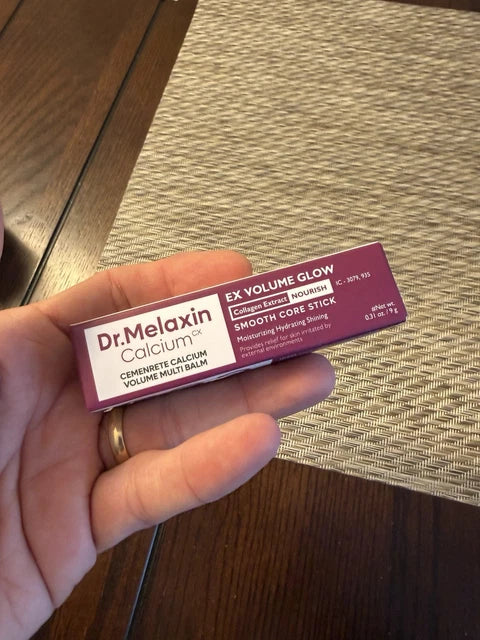 Dr.Melaxin
Calcium CX
CEMENRETE CALCIUM
VOLUME MULTI BALM
EX VOLUME GLOW
Collagen Extract NOURISH IC - 3079, 935
SMOOTH CORE STICK
Moisturizing Hydrating Shining
Provides relief for skin irritated by
external environments
Net wt.
0.31 oz. / 9 g